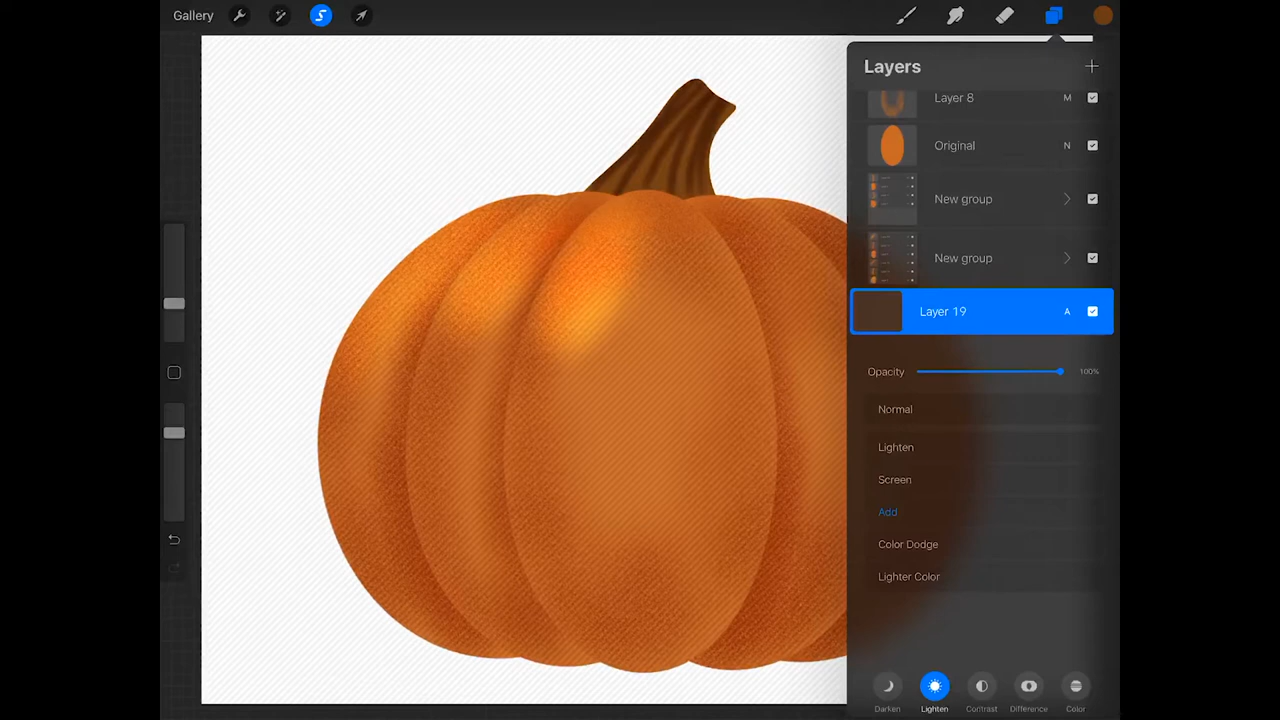 Gallery
Layers
Layer 8 M
Original N
New group
New group
Layer 19 A
Opacity 100%
Normal
Lighten
Screen
Add
Color Dodge
Lighter Color
Darken Lighten Contrast Difference Color